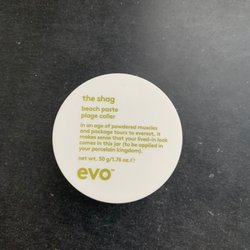 the shag
beach paste
plage coller
in an age of powdered muscles
and package tours to everest, it
makes sense that your lived-in look
comes in this jar (to be applied in
your porcelain kingdom).
net wt. 50 g/1.76 oz.℮
evo™